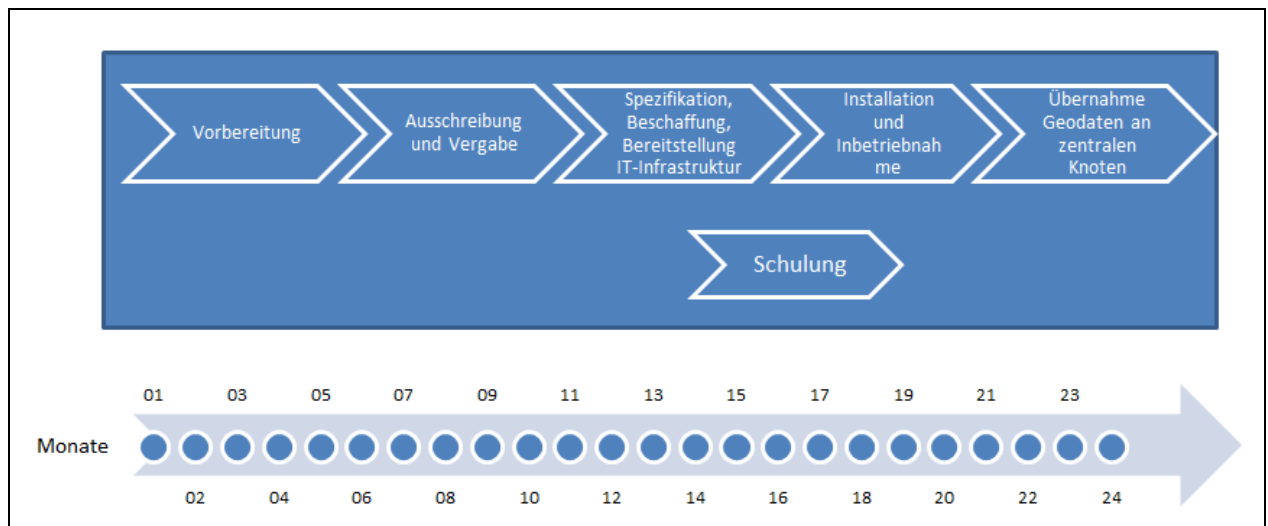 Vorbereitung
Ausschreibung
und Vergabe
Spezifikation,
Beschaffung,
Bereitstellung
IT-Infrastruktur
Installation
und
Inbetriebnah
me
Übernahme
Geodaten an
zentralen
Knoten
Schulung
01 03 05 07 09 11 13 15 17 19 21 23
Monate
02 04 06 08 10 12 14 16 18 20 22 24